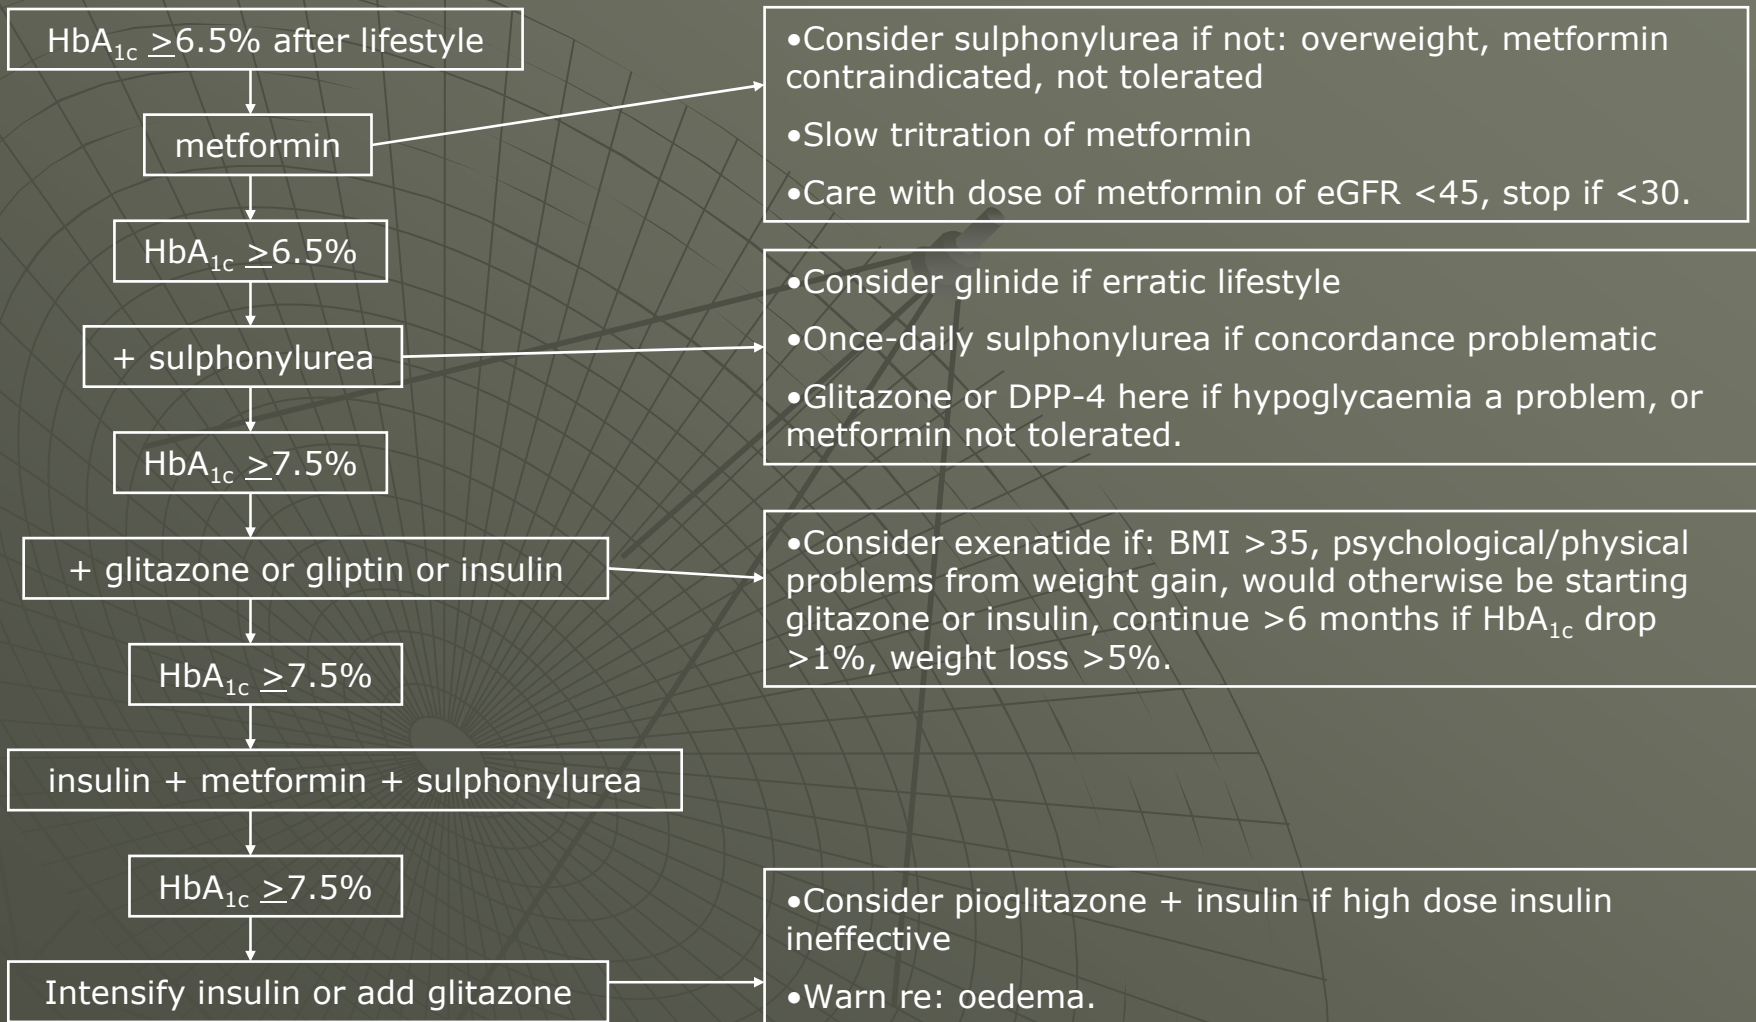 HbA1c ≥6.5% after lifestyle
metformin
HbA1c ≥6.5%
+ sulphonylurea
HbA1c ≥7.5%
+ glitazone or gliptin or insulin
HbA1c ≥7.5%
insulin + metformin + sulphonylurea
HbA1c ≥7.5%
Intensify insulin or add glitazone
•Consider sulphonylurea if not: overweight, metformin
contraindicated, not tolerated
•Slow tritration of metformin
•Care with dose of metformin of eGFR <45, stop if <30.
•Consider glinide if erratic lifestyle
•Once-daily sulphonylurea if concordance problematic
•Glitazone or DPP-4 here if hypoglycaemia a problem, or
metformin not tolerated.
•Consider exenatide if: BMI >35, psychological/physical
problems from weight gain, would otherwise be starting
glitazone or insulin, continue >6 months if HbA1c drop
>1%, weight loss >5%.
•Consider pioglitazone + insulin if high dose insulin
ineffective
•Warn re: oedema.